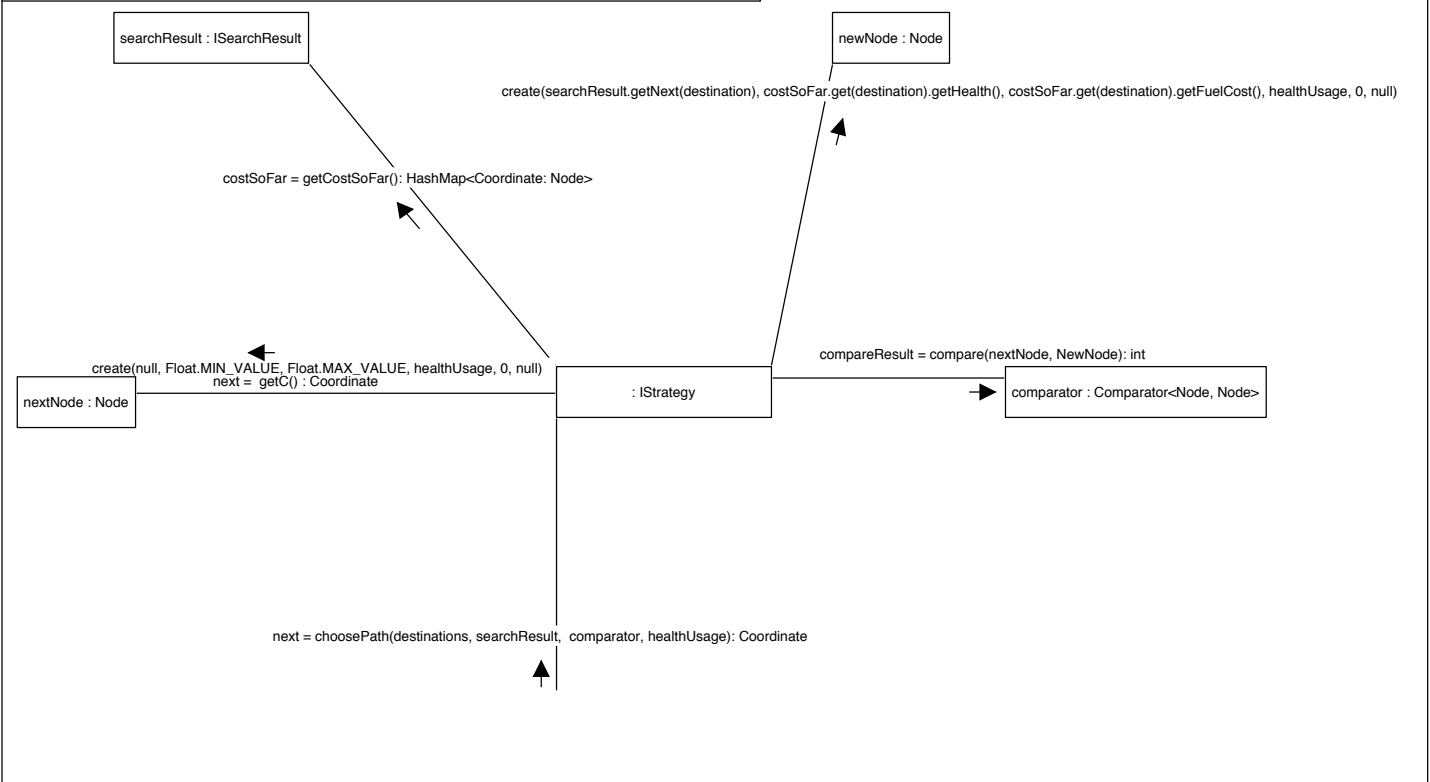 searchResult : ISearchResult
newNode : Node
create(searchResult.getNext(destination), costSoFar.get(destination).getHealth(), costSoFar.get(destination).getFuelCost(), healthUsage, 0, null)
costSoFar = getCostSoFar(): HashMap<Coordinate: Node>
compareResult = compare(nextNode, NewNode): int
create(null, Float.MIN_VALUE, Float.MAX_VALUE, healthUsage, 0, null)
next =  getC() : Coordinate
nextNode : Node
: IStrategy
comparator : Comparator<Node, Node>
next = choosePath(destinations, searchResult,  comparator, healthUsage): Coordinate